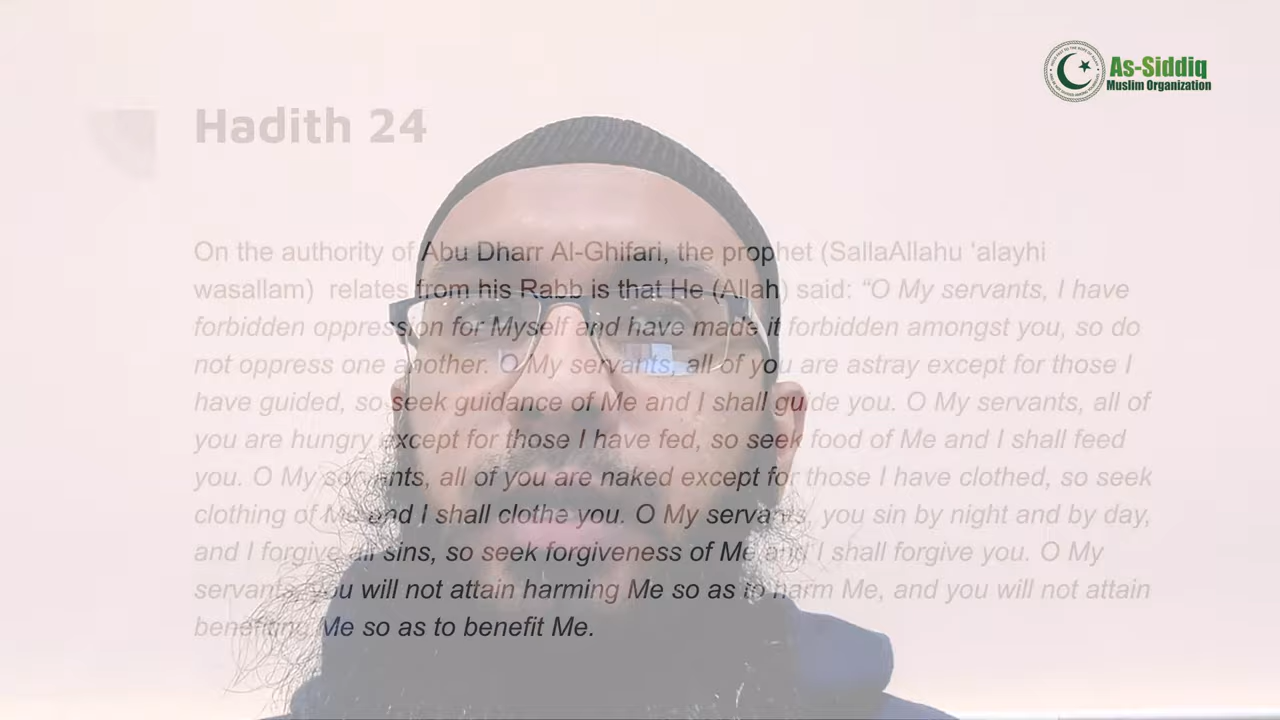 As-Siddiq
Muslim Organization
Hadith 24
On the authority of Abu Dharr Al-Ghifari, the prophet (SallaAllahu ‘alayhi
wasallam) relates from his Rabb is that He (Allah) said: “O My servants, I have
forbidden oppression for Myself and have made it forbidden amongst you, so do
not oppress one another. O My servants, all of you are astray except for those I
have guided, so seek guidance of Me and I shall guide you. O My servants, all of
you are hungry except for those I have fed, so seek food of Me and I shall feed
you. O My servants, all of you are naked except for those I have clothed, so seek
clothing of Me and I shall clothe you. O My servants, you sin by night and by day,
and I forgive all sins, so seek forgiveness of Me and I shall forgive you. O My
servants, you will not attain harming Me so as to harm Me, and you will not attain
benefiting Me so as to benefit Me.